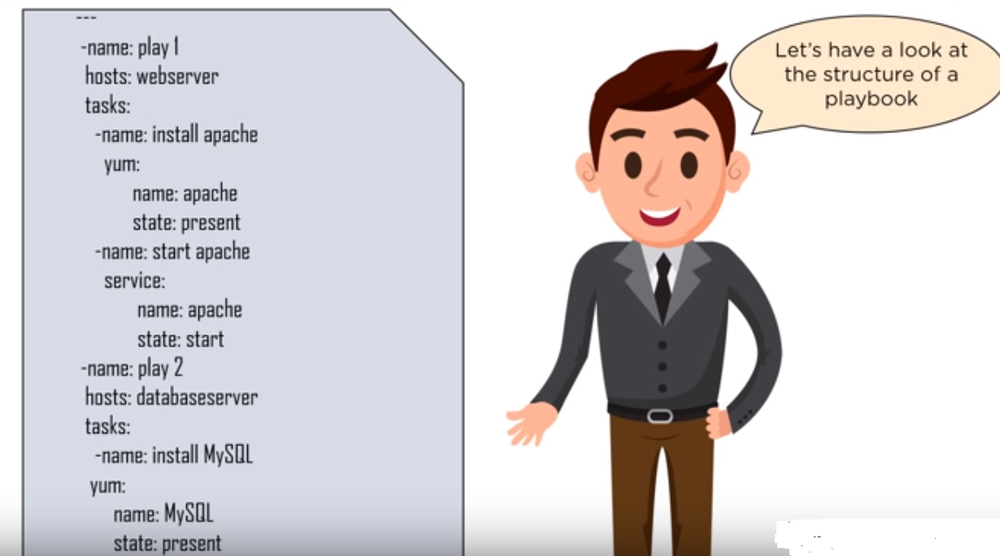 ---
-name: play 1
hosts: webserver
tasks:
-name: install apache
yum:
name: apache
state: present
-name: start apache
service:
name: apache
state: start
-name: play 2
hosts: databaseserver
tasks:
-name: install MySQL
yum:
name: MySQL
state: present
Let's have a look at
the structure of a
playbook